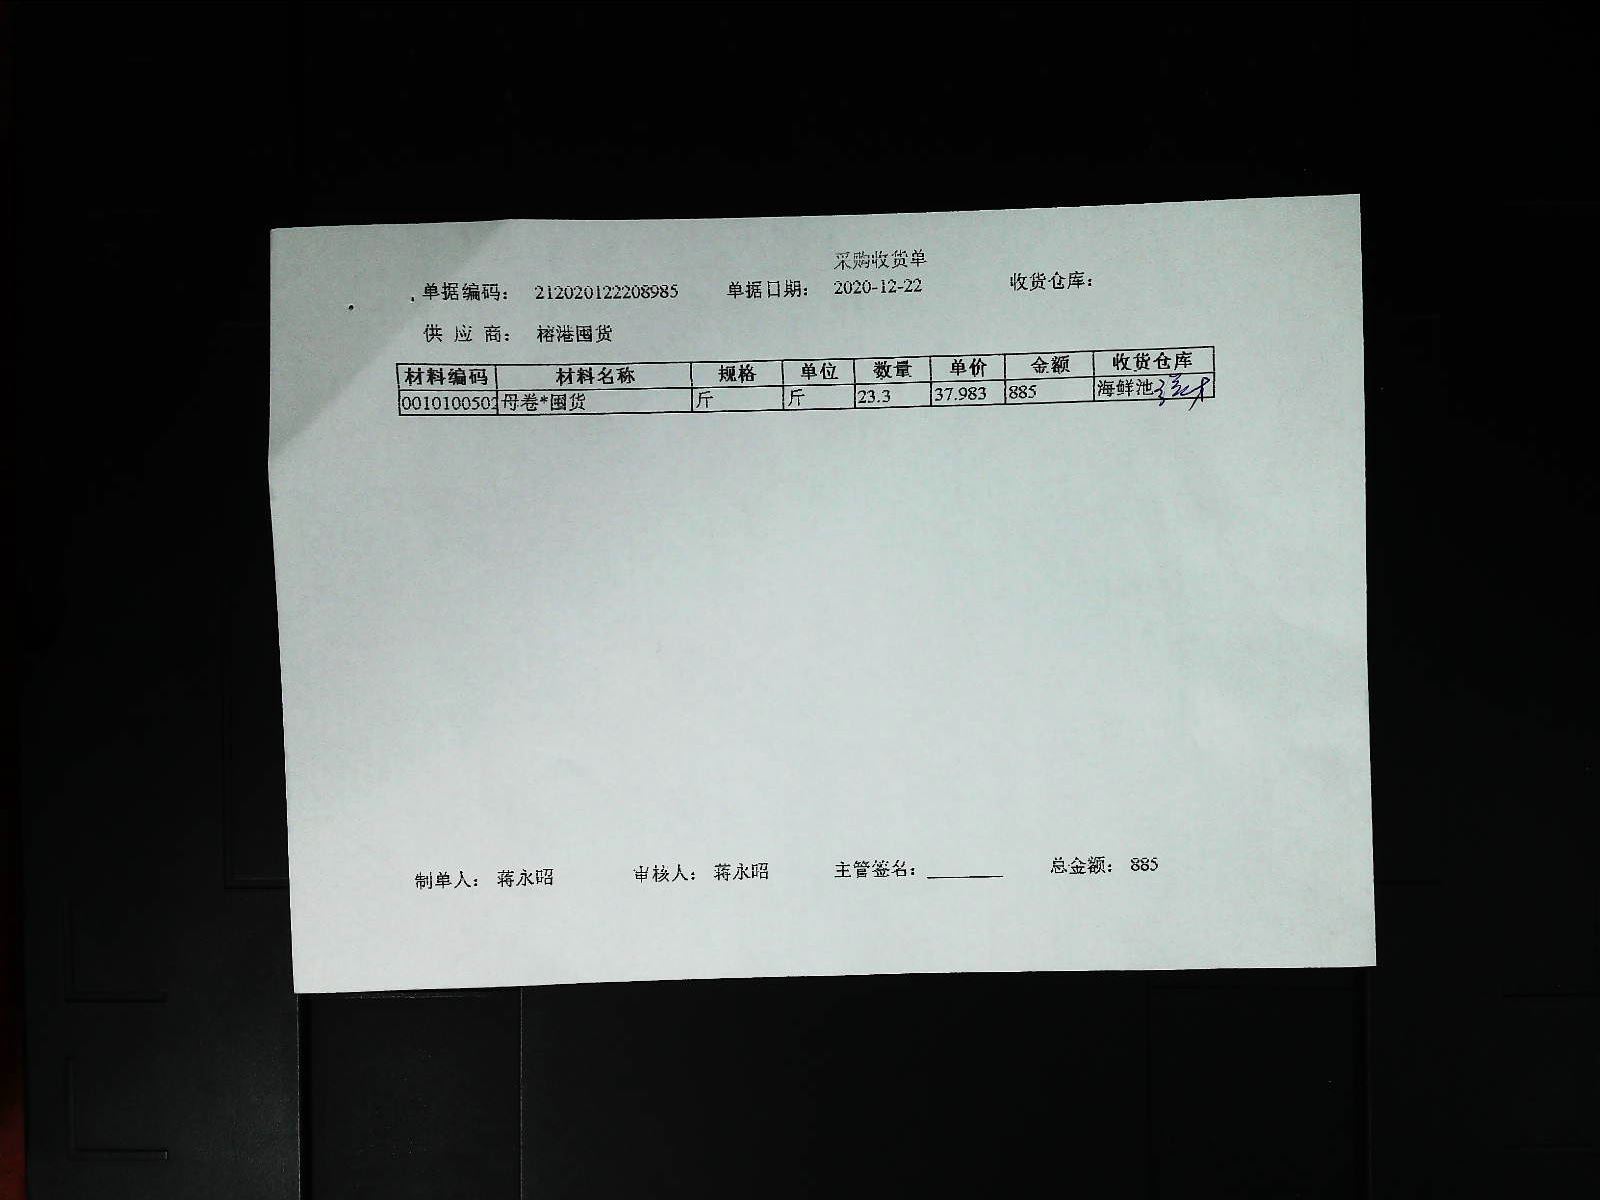 采购收货单
单据编码： 212020122208985 单据日期： 2020-12-22 收货仓库：
供 应 商： 榕港囤货
材料编码 材料名称 规格 单位 数量 单价 金额 收货仓库
0010100502 母卷*囤货 斤 斤 23.3 37.983 885 海鲜池
制单人： 蒋永昭 审核人： 蒋永昭 主管签名： 总金额： 885